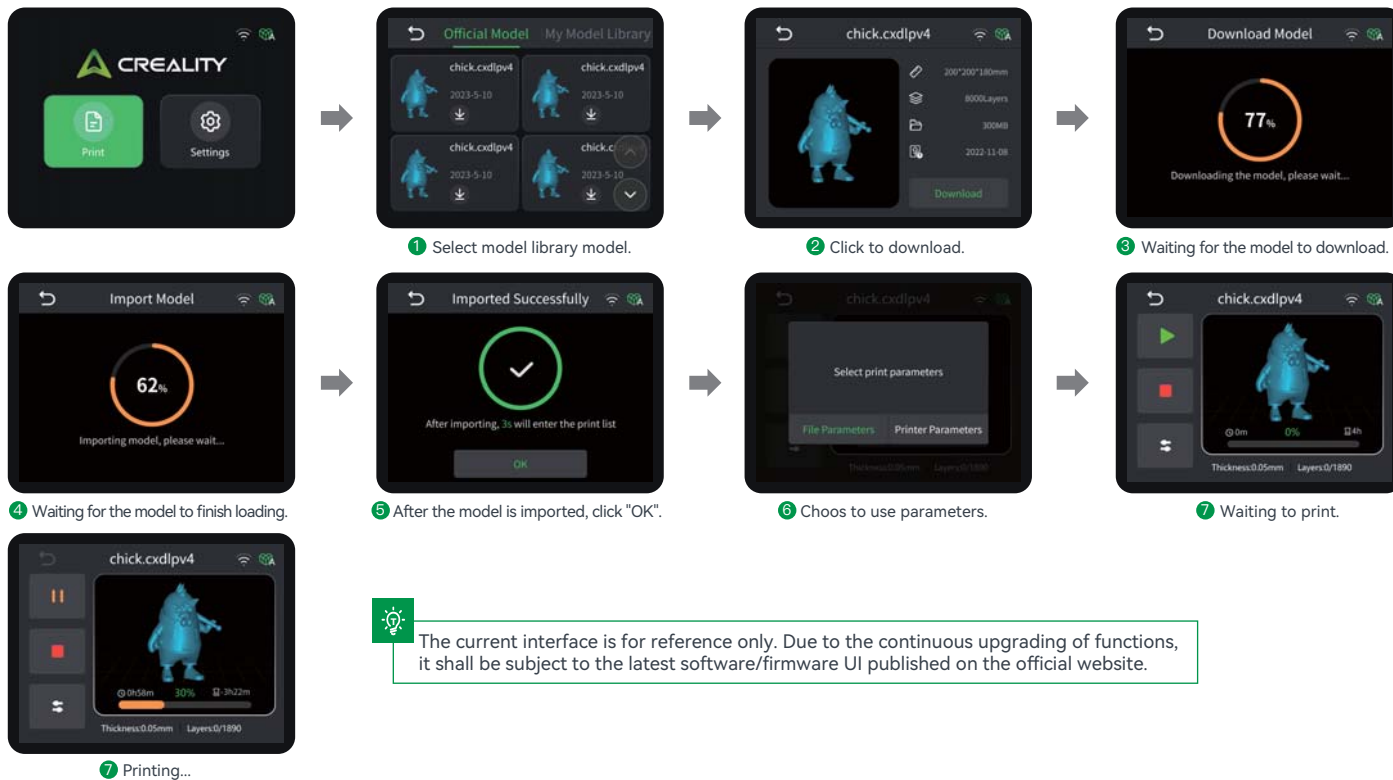 CREALITY
Print
Settings
Official Model
My Model Library
chick.cxdlpv4
2023-5-10
chick.cxdlpv4
2023-5-10
chick.cxdlpv4
2023-5-10
chick.c
2023-5-10
1 Select model library model.
chick.cxdlpv4
200*200*180mm
8000Layers
300MB
2022-11-08
Download
2 Click to download.
Download Model
77%
Downloading the model, please wait...
3 Waiting for the model to download.
Import Model
62%
Importing model, please wait...
4 Waiting for the model to finish loading.
Imported Successfully
After importing, 3s will enter the print list
OK
5 After the model is imported, click "OK".
chick.cxdlpv4
Select print parameters
File Parameters
Printer Parameters
Thickness:0.05mm
Layers:0/1890
6 Choos to use parameters.
chick.cxdlpv4
0m
0%
4h
Thickness:0.05mm
Layers:0/1890
7 Waiting to print.
chick.cxdlpv4
0h58m
30%
-3h22m
Thickness:0.05mm
Layers:0/1890
7 Printing...
The current interface is for reference only. Due to the continuous upgrading of functions,
it shall be subject to the latest software/firmware UI published on the official website.